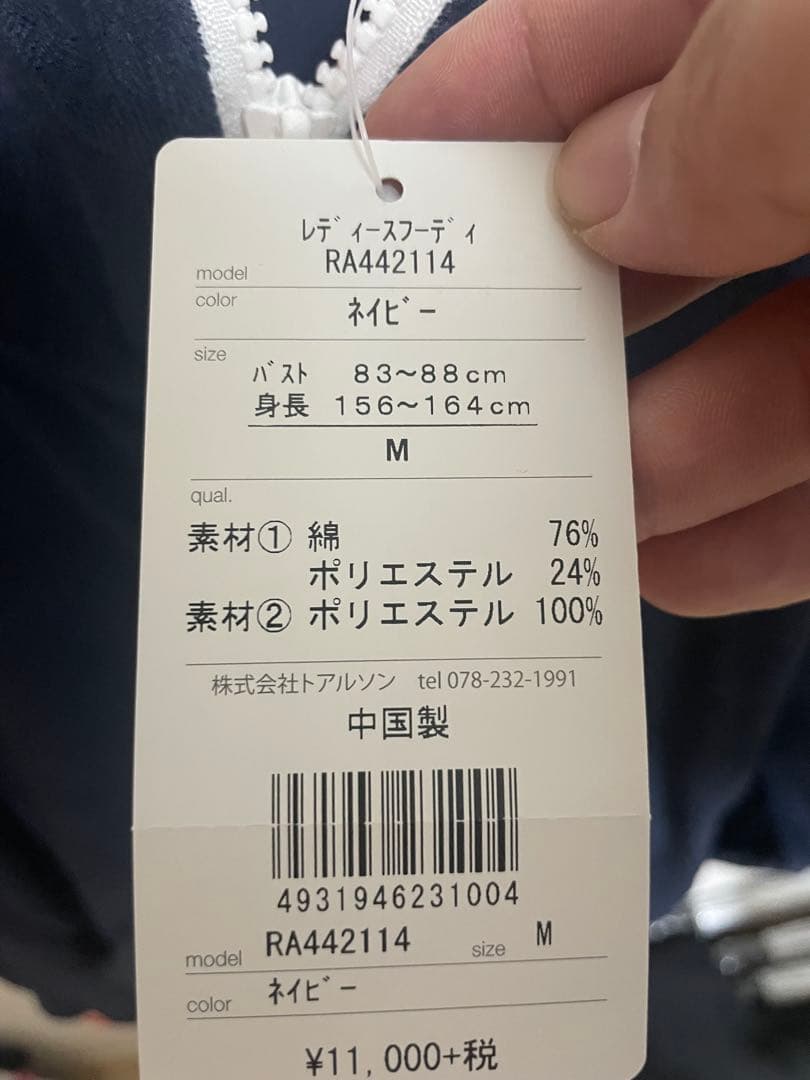 ﾚﾃﾞｨｰｽﾌｰﾃﾞｨ
model RA442114
color ﾈｲﾋﾞｰ
size
ﾊﾞｽﾄ 83〜88cm
身長 156〜164cm
M
qual.
素材① 綿 76%
ポリエステル 24%
素材② ポリエステル 100%
株式会社トアルソン tel 078-232-1991
中国製
4931946231004
model RA442114 size M
color ﾈｲﾋﾞｰ
¥11,000+税